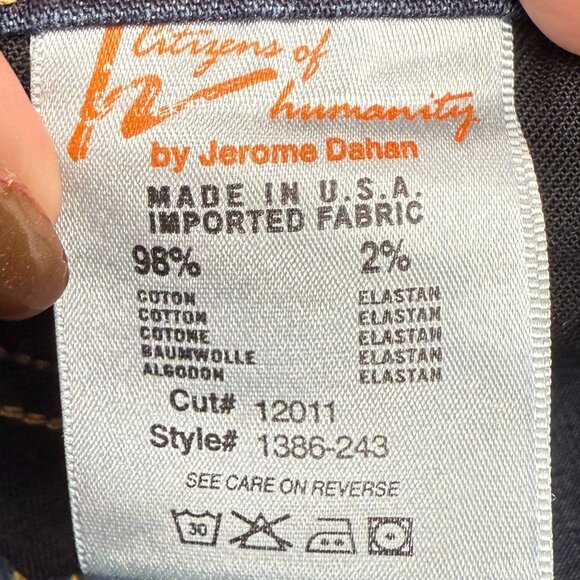 Citizens of
humanity
by Jerome Dahan
MADE IN U.S.A.
IMPORTED FABRIC
98% 2%
COTON ELASTAN
COTTON ELASTAN
COTONE ELASTAN
BAUMWOLLE ELASTAN
ALGODON ELASTAN
Cut# 12011
Style# 1386-243
SEE CARE ON REVERSE
30